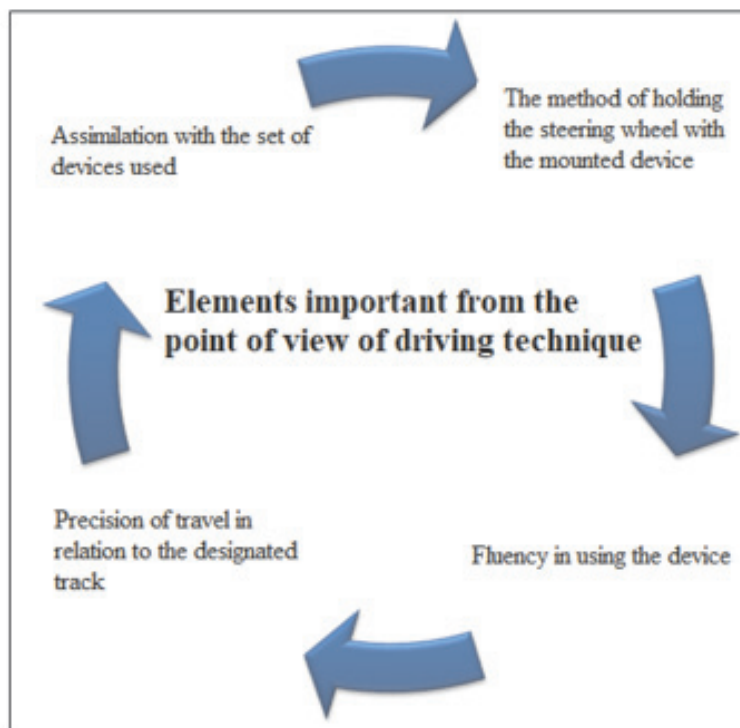 Assimilation with the set of
devices used
The method of holding
the steering wheel with
the mounted device
Elements important from the
point of view of driving technique
Precision of travel in
relation to the designated
track
Fluency in using the device